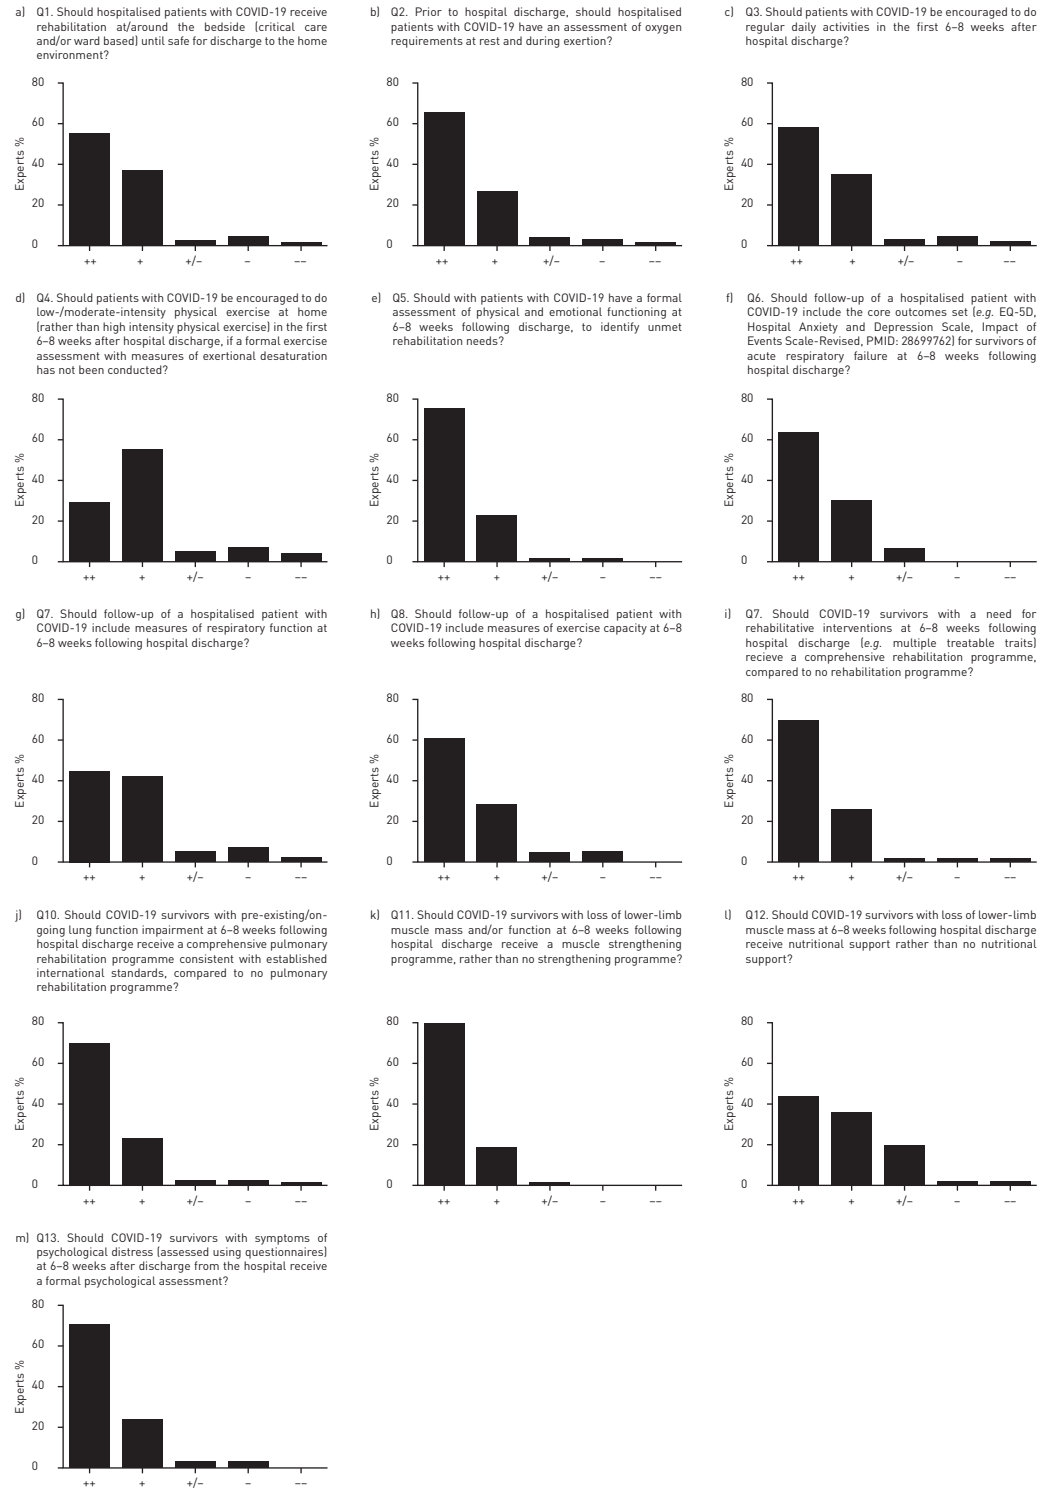 a) Q1. Should hospitalised patients with COVID-19 receive
rehabilitation at/around the bedside (critical care
and/or ward based) until safe for discharge to the home
environment?
80
60
40
20
0
Experts %
++ + +/– – ––
b) Q2. Prior to hospital discharge, should hospitalised
patients with COVID-19 have an assessment of oxygen
requirements at rest and during exertion?
80
60
40
20
0
Experts %
++ + +/– – ––
c) Q3. Should patients with COVID-19 be encouraged to do
regular daily activities in the first 6–8 weeks after
hospital discharge?
80
60
40
20
0
Experts %
++ + +/– – ––
d) Q4. Should patients with COVID-19 be encouraged to do
low-/moderate-intensity physical exercise at home
(rather than high intensity physical exercise) in the first
6–8 weeks after hospital discharge, if a formal exercise
assessment with measures of exertional desaturation
has not been conducted?
80
60
40
20
0
Experts %
++ + +/– – ––
e) Q5. Should with patients with COVID-19 have a formal
assessment of physical and emotional functioning at
6–8 weeks following discharge, to identify unmet
rehabilitation needs?
80
60
40
20
0
Experts %
++ + +/– – ––
f) Q6. Should follow-up of a hospitalised patient with
COVID-19 include the core outcomes set (e.g. EQ-5D,
Hospital Anxiety and Depression Scale, Impact of
Events Scale-Revised, PMID: 28699762) for survivors of
acute respiratory failure at 6–8 weeks following
hospital discharge?
80
60
40
20
0
Experts %
++ + +/– – ––
g) Q7. Should follow-up of a hospitalised patient with
COVID-19 include measures of respiratory function at
6–8 weeks following hospital discharge?
80
60
40
20
0
Experts %
++ + +/– – ––
h) Q8. Should follow-up of a hospitalised patient with
COVID-19 include measures of exercise capacity at 6–8
weeks following hospital discharge?
80
60
40
20
0
Experts %
++ + +/– – ––
i) Q7. Should COVID-19 survivors with a need for
rehabilitative interventions at 6–8 weeks following
hospital discharge (e.g. multiple treatable traits)
recieve a comprehensive rehabilitation programme,
compared to no rehabilitation programme?
80
60
40
20
0
Experts %
++ + +/– – ––
j) Q10. Should COVID-19 survivors with pre-existing/on-
going lung function impairment at 6–8 weeks following
hospital discharge receive a comprehensive pulmonary
rehabilitation programme consistent with established
international standards, compared to no pulmonary
rehabilitation programme?
80
60
40
20
0
Experts %
++ + +/– – ––
k) Q11. Should COVID-19 survivors with loss of lower-limb
muscle mass and/or function at 6–8 weeks following
hospital discharge receive a muscle strengthening
programme, rather than no strengthening programme?
80
60
40
20
0
Experts %
++ + +/– – ––
l) Q12. Should COVID-19 survivors with loss of lower-limb
muscle mass at 6–8 weeks following hospital discharge
receive nutritional support rather than no nutritional
support?
80
60
40
20
0
Experts %
++ + +/– – ––
m) Q13. Should COVID-19 survivors with symptoms of
psychological distress (assessed using questionnaires)
at 6–8 weeks after discharge from the hospital receive
a formal psychological assessment?
80
60
40
20
0
Experts %
++ + +/– – ––